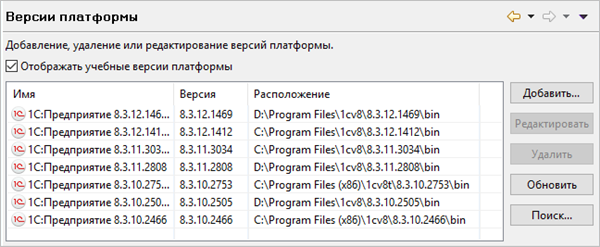 Версии платформы
Добавление, удаление или редактирование версий платформы.
Отображать учебные версии платформы
Имя Версия Расположение
1С:Предприятие 8.3.12.146... 8.3.12.1469 D:\Program Files\1cv8\8.3.12.1469\bin
1С:Предприятие 8.3.12.141... 8.3.12.1412 C:\Program Files\1cv8\8.3.12.1412\bin
1С:Предприятие 8.3.11.303... 8.3.11.3034 C:\Program Files\1cv8\8.3.11.3034\bin
1С:Предприятие 8.3.11.2808 8.3.11.2808 D:\Program Files\1cv8\8.3.11.2808\bin
1С:Предприятие 8.3.10.275... 8.3.10.2753 C:\Program Files (x86)\1cv8t\8.3.10.2753\bin
1С:Предприятие 8.3.10.250... 8.3.10.2505 D:\Program Files\1cv8\8.3.10.2505\bin
1С:Предприятие 8.3.10.2466 8.3.10.2466 C:\Program Files (x86)\1cv8\8.3.10.2466\bin
Добавить...
Редактировать
Удалить
Обновить
Поиск...